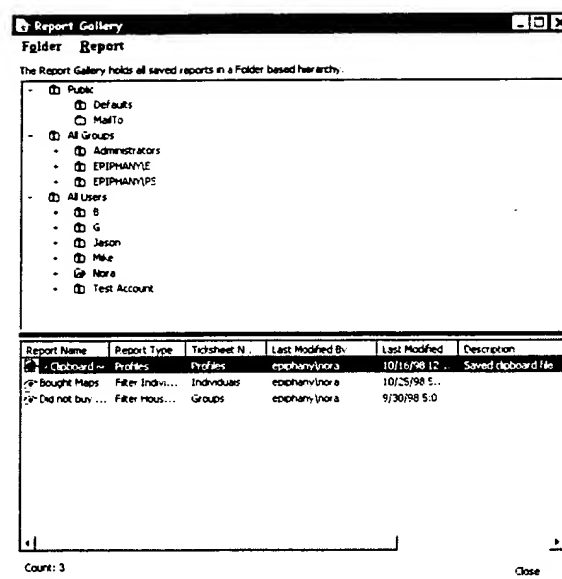 Report Gallery
Folder Report
The Report Gallery holds all saved reports in a Folder based hierarchy.
- Public
Defaults
MailTo
- All Groups
+ Administrators
+ EPIPHANY\E
+ EPIPHANY\PS
- All Users
+ B
+ G
+ Jason
+ Mike
+ Nora
+ Test Account
Report Name Report Type Ticksheet N.. Last Modified By Last Modified Description
~ Clipboard ~ Profiles Profiles epiphany\nora 10/16/98 12... Saved clipboard file
Bought Maps Filter Indivi... Individuals epiphany\nora 10/25/98 5...
Did not buy ... Filter Hous... Groups epiphany\nora 9/30/98 5:0
Count: 3
Close